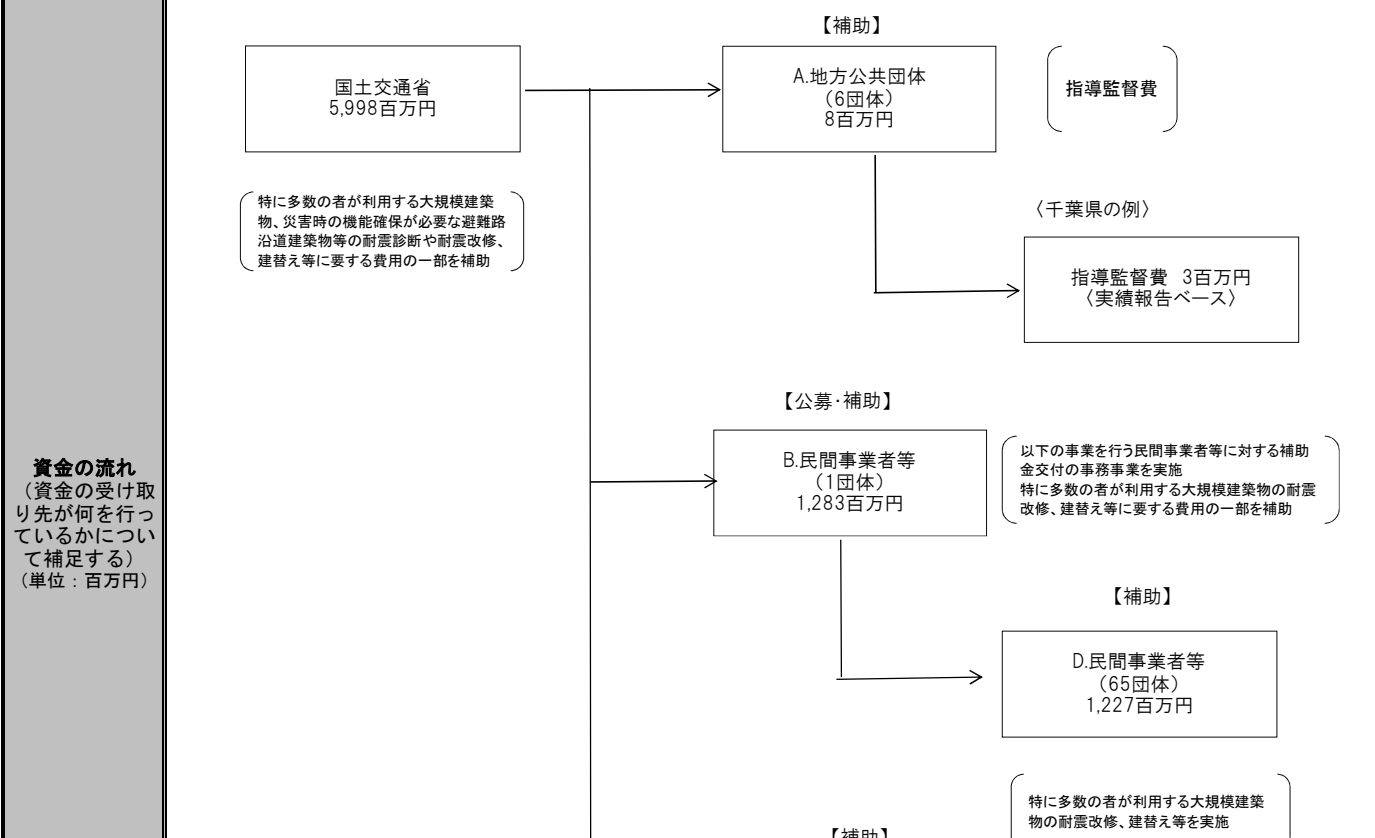 資金の流れ
（資金の受け取
り先が何を行っ
ているかについ
て補足する）
（単位：百万円）
国土交通省
5,998百万円
特に多数の者が利用する大規模建築
物、災害時の機能確保が必要な避難路
沿道建築物等の耐震診断や耐震改修、
建替え等に要する費用の一部を補助
【補助】
A.地方公共団体
（6団体）
8百万円
指導監督費
〈千葉県の例〉
指導監督費　3百万円
〈実績報告ベース〉
【公募・補助】
B.民間事業者等
（1団体）
1,283百万円
以下の事業を行う民間事業者等に対する補助
金交付の事務事業を実施
特に多数の者が利用する大規模建築物の耐震
改修、建替え等に要する費用の一部を補助
【補助】
D.民間事業者等
（65団体）
1,227百万円
特に多数の者が利用する大規模建築
物の耐震改修、建替え等を実施
【補助】